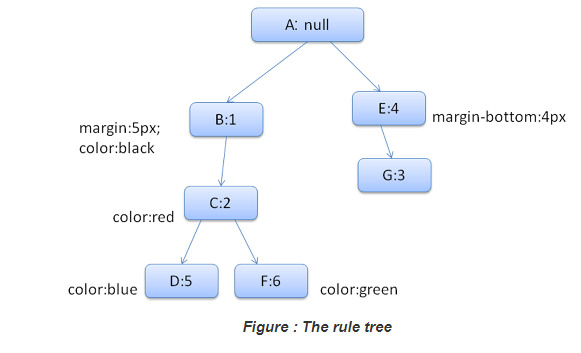 A: null
B:1
E:4
margin:5px;
color:black
margin-bottom:4px
G:3
C:2
color:red
D:5
F:6
color:blue
color:green
Figure : The rule tree